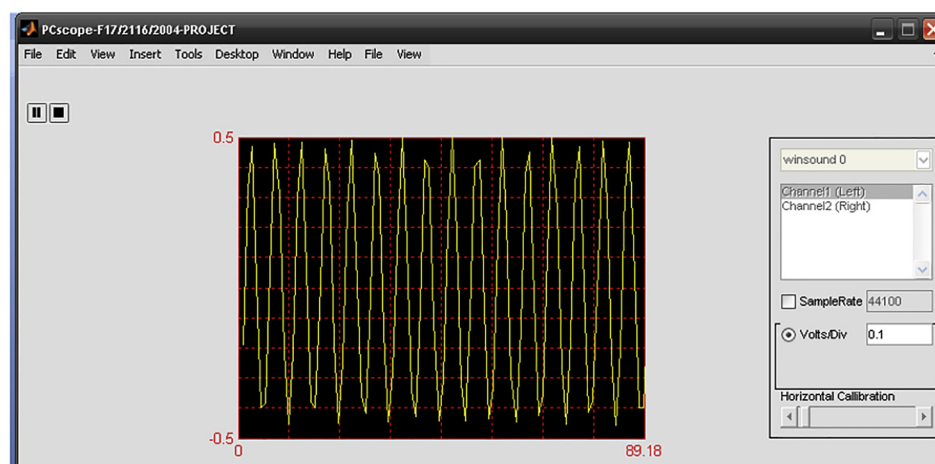 PCscope-F17/2116/2004-PROJECT
File Edit View Insert Tools Desktop Window Help File View
0.5
-0.5
0
89.18
winsound 0
Channel1 (Left)
Channel2 (Right)
SampleRate 44100
Volts/Div 0.1
Horizontal Callibration